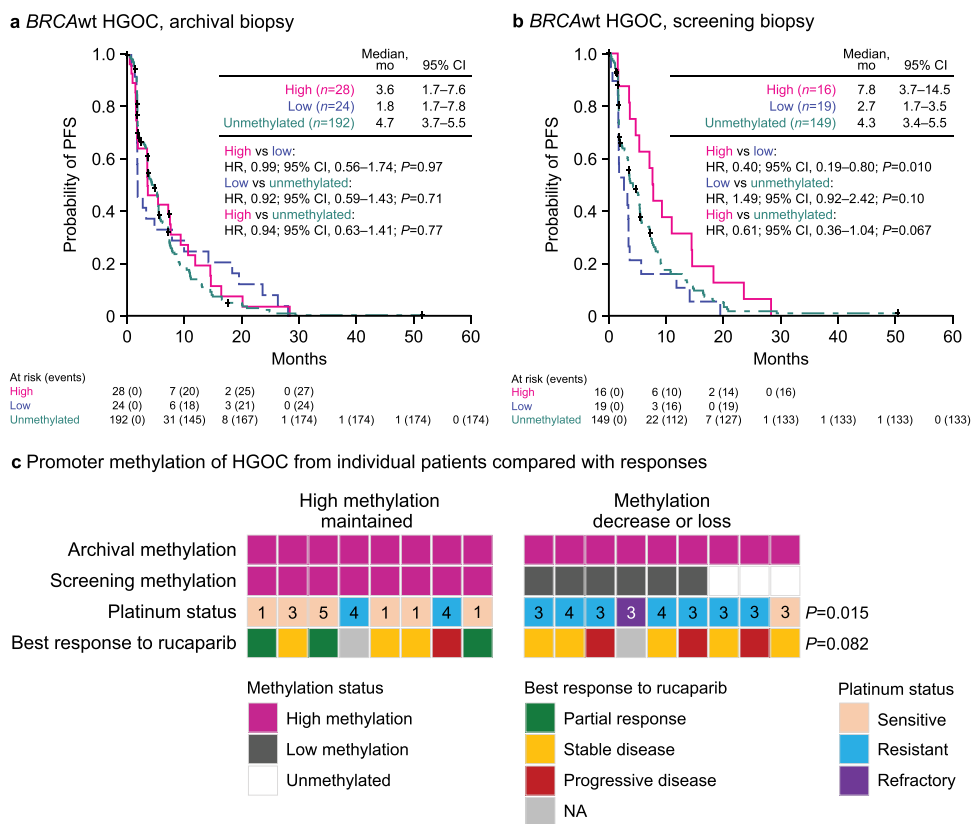 a BRCAwt HGOC, archival biopsy
Median, mo 95% CI
High (n=28) 3.6 1.7–7.6
Low (n=24) 1.8 1.7–7.8
Unmethylated (n=192) 4.7 3.7–5.5
High vs low:
HR, 0.99; 95% CI, 0.56–1.74; P=0.97
Low vs unmethylated:
HR, 0.92; 95% CI, 0.59–1.43; P=0.71
High vs unmethylated:
HR, 0.94; 95% CI, 0.63–1.41; P=0.77
Probability of PFS
1.0
0.8
0.6
0.4
0.2
0
0 10 20 30 40 50 60
Months
At risk (events)
High 28 (0) 7 (20) 2 (25) 0 (27)
Low 24 (0) 6 (18) 3 (21) 0 (24)
Unmethylated 192 (0) 31 (145) 8 (167) 1 (174) 1 (174) 1 (174) 0 (174)
b BRCAwt HGOC, screening biopsy
Median, mo 95% CI
High (n=16) 7.8 3.7–14.5
Low (n=19) 2.7 1.7–3.5
Unmethylated (n=149) 4.3 3.4–5.5
High vs low:
HR, 0.40; 95% CI, 0.19–0.80; P=0.010
Low vs unmethylated:
HR, 1.49; 95% CI, 0.92–2.42; P=0.10
High vs unmethylated:
HR, 0.61; 95% CI, 0.36–1.04; P=0.067
Probability of PFS
1.0
0.8
0.6
0.4
0.2
0
0 10 20 30 40 50 60
Months
At risk (events)
High 16 (0) 6 (10) 2 (14) 0 (16)
Low 19 (0) 3 (16) 0 (19)
Unmethylated 149 (0) 22 (112) 7 (127) 1 (133) 1 (133) 1 (133) 0 (133)
c Promoter methylation of HGOC from individual patients compared with responses
High methylation maintained
Methylation decrease or loss
Archival methylation
Screening methylation
Platinum status 1 3 5 4 1 1 4 1 3 4 3 3 4 3 3 3 3 P=0.015
Best response to rucaparib P=0.082
Methylation status
High methylation
Low methylation
Unmethylated
Best response to rucaparib
Partial response
Stable disease
Progressive disease
NA
Platinum status
Sensitive
Resistant
Refractory